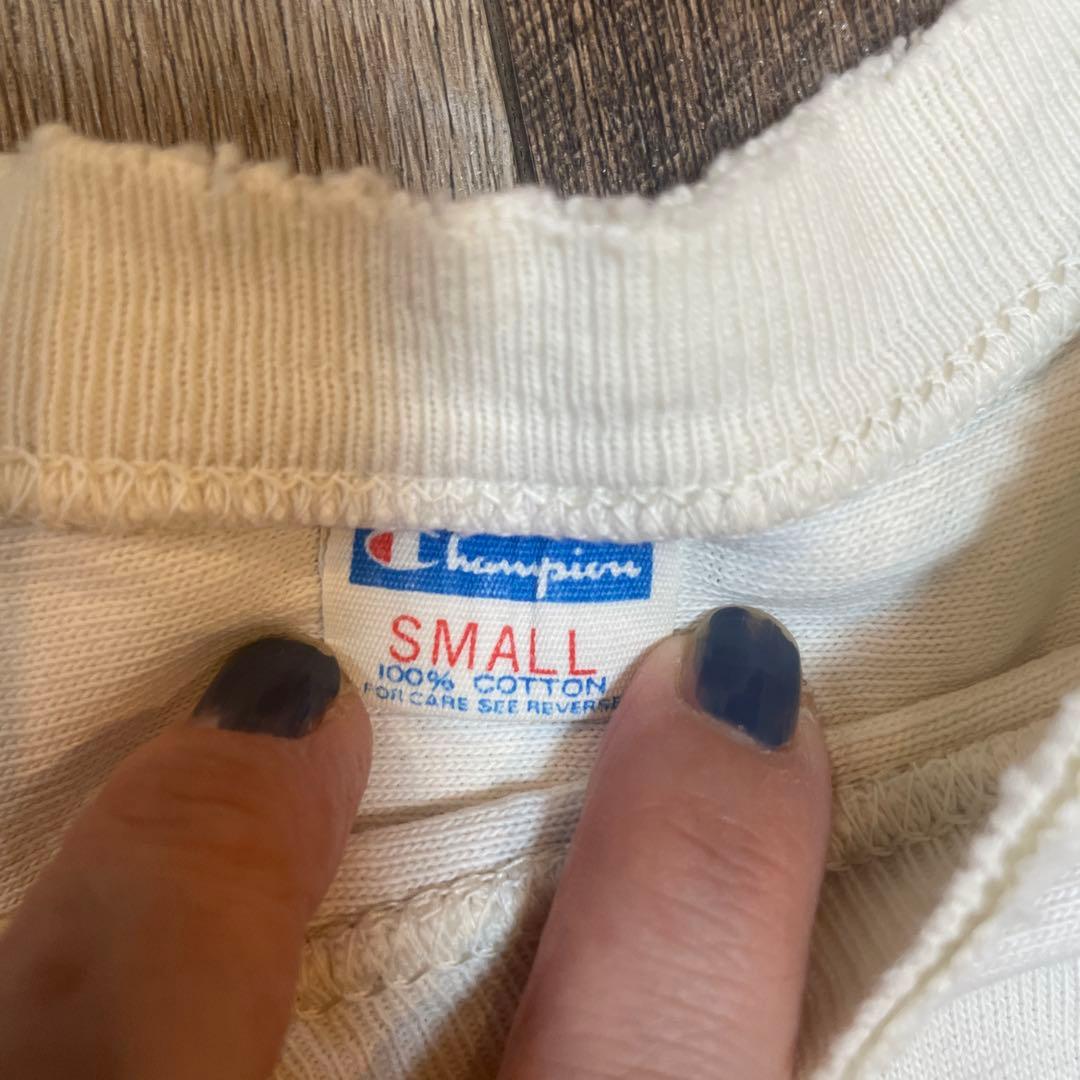 Champion
SMALL
100% COTTON
FOR CARE SEE REVERSE